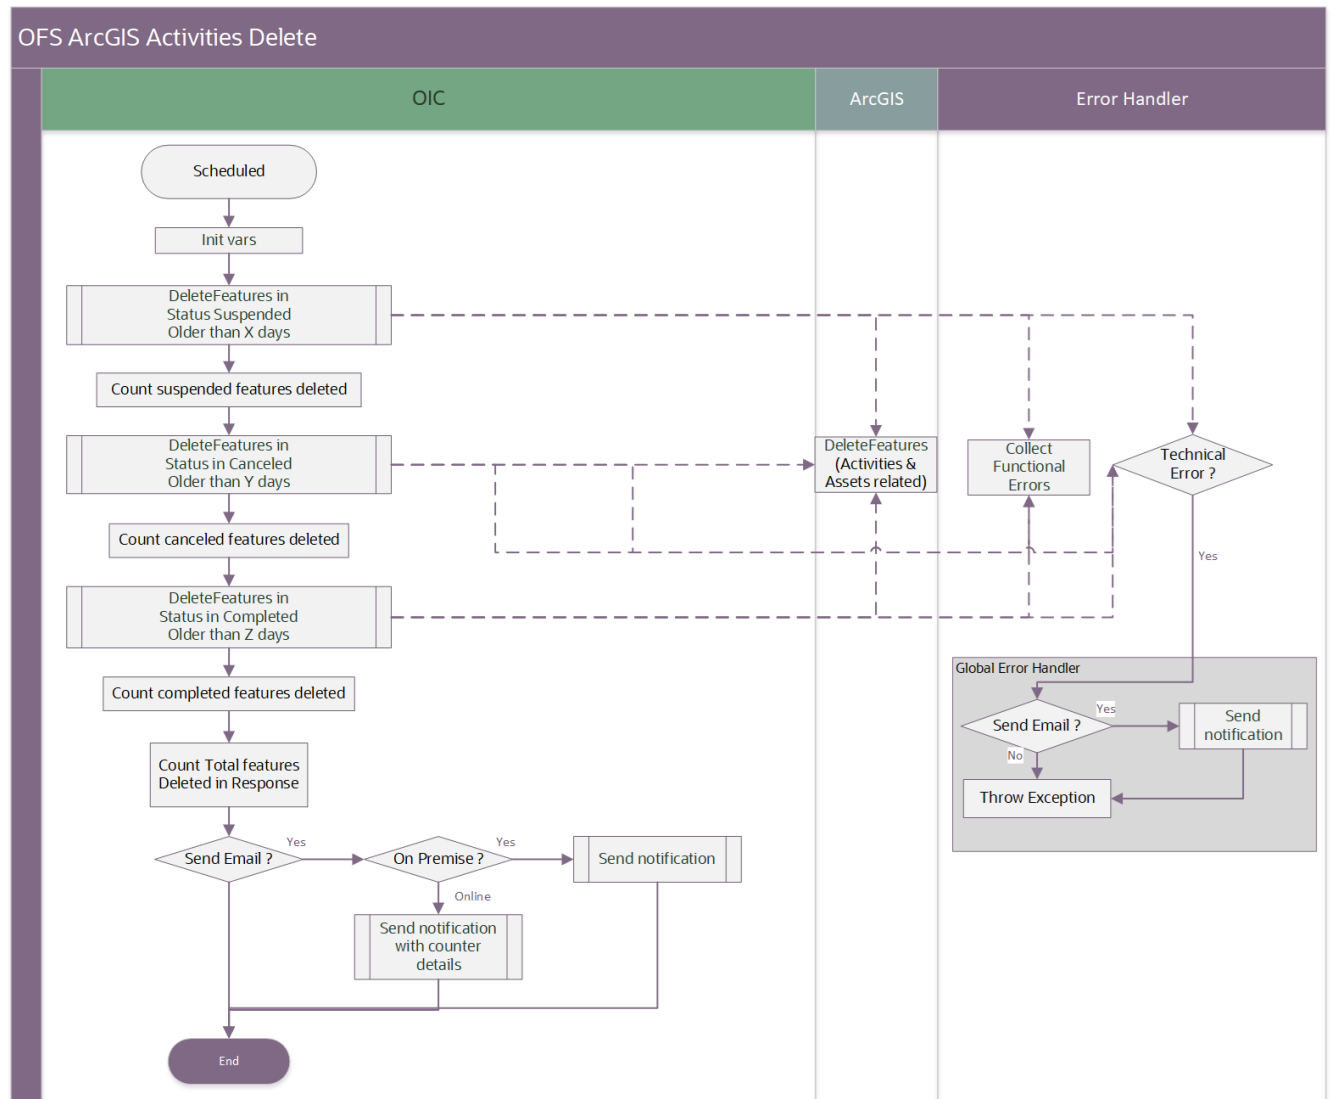 OFS ArcGIS Activities Delete
OIC
ArcGIS
Error Handler
Scheduled
Init vars
DeleteFeatures in
Status Suspended
Older than X days
Count suspended features deleted
DeleteFeatures in
Status in Canceled
Older than Y days
DeleteFeatures
(Activities &
Assets related)
Collect
Functional
Errors
Technical
Error ?
Count canceled features deleted
Yes
DeleteFeatures in
Status in Completed
Older than Z days
Count completed features deleted
Global Error Handler
Send Email ?
Yes
Send
notification
No
Throw Exception
Count Total features
Deleted in Response
Send Email ?
Yes
On Premise ?
Yes
Send notification
Online
Send notification
with counter
details
End